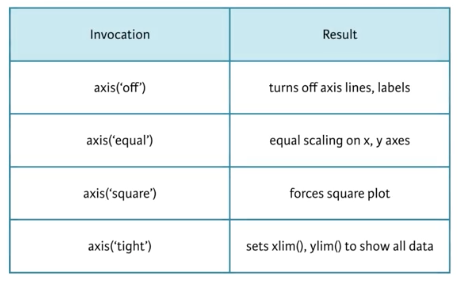 Invocation Result
axis(‘off’) turns off axis lines, labels
axis(‘equal’) equal scaling on x, y axes
axis(‘square’) forces square plot
axis(‘tight’) sets xlim(), ylim() to show all data